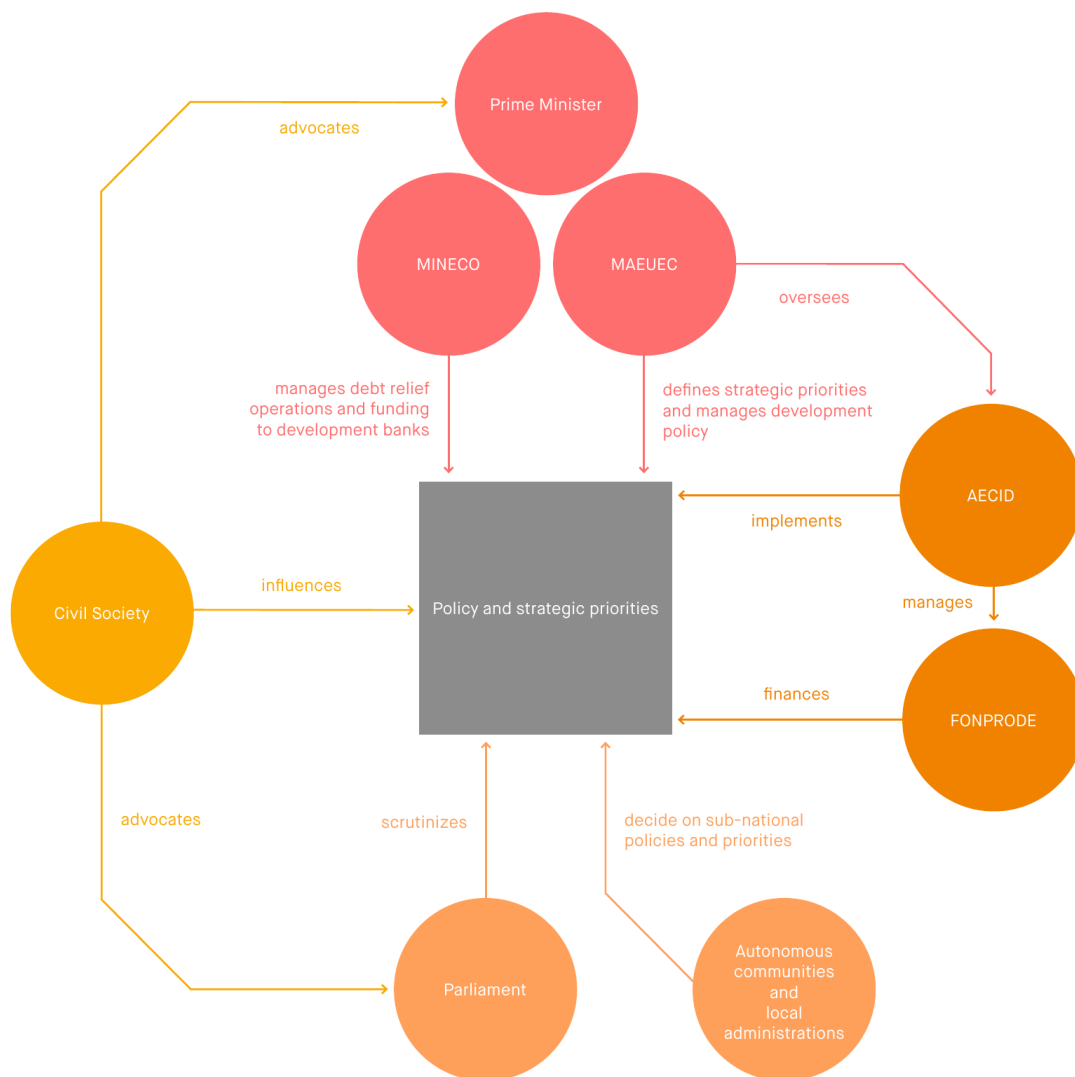 Prime Minister
advocates
MINECO
MAEUEC
oversees
manages debt relief
operations and funding
to development banks
defines strategic priorities
and manages development
policy
AECID
implements
influences
manages
Civil Society
Policy and strategic priorities
finances
FONPRODE
advocates
scrutinizes
decide on sub-national
policies and priorities
Parliament
Autonomous
communities
and
local
administrations